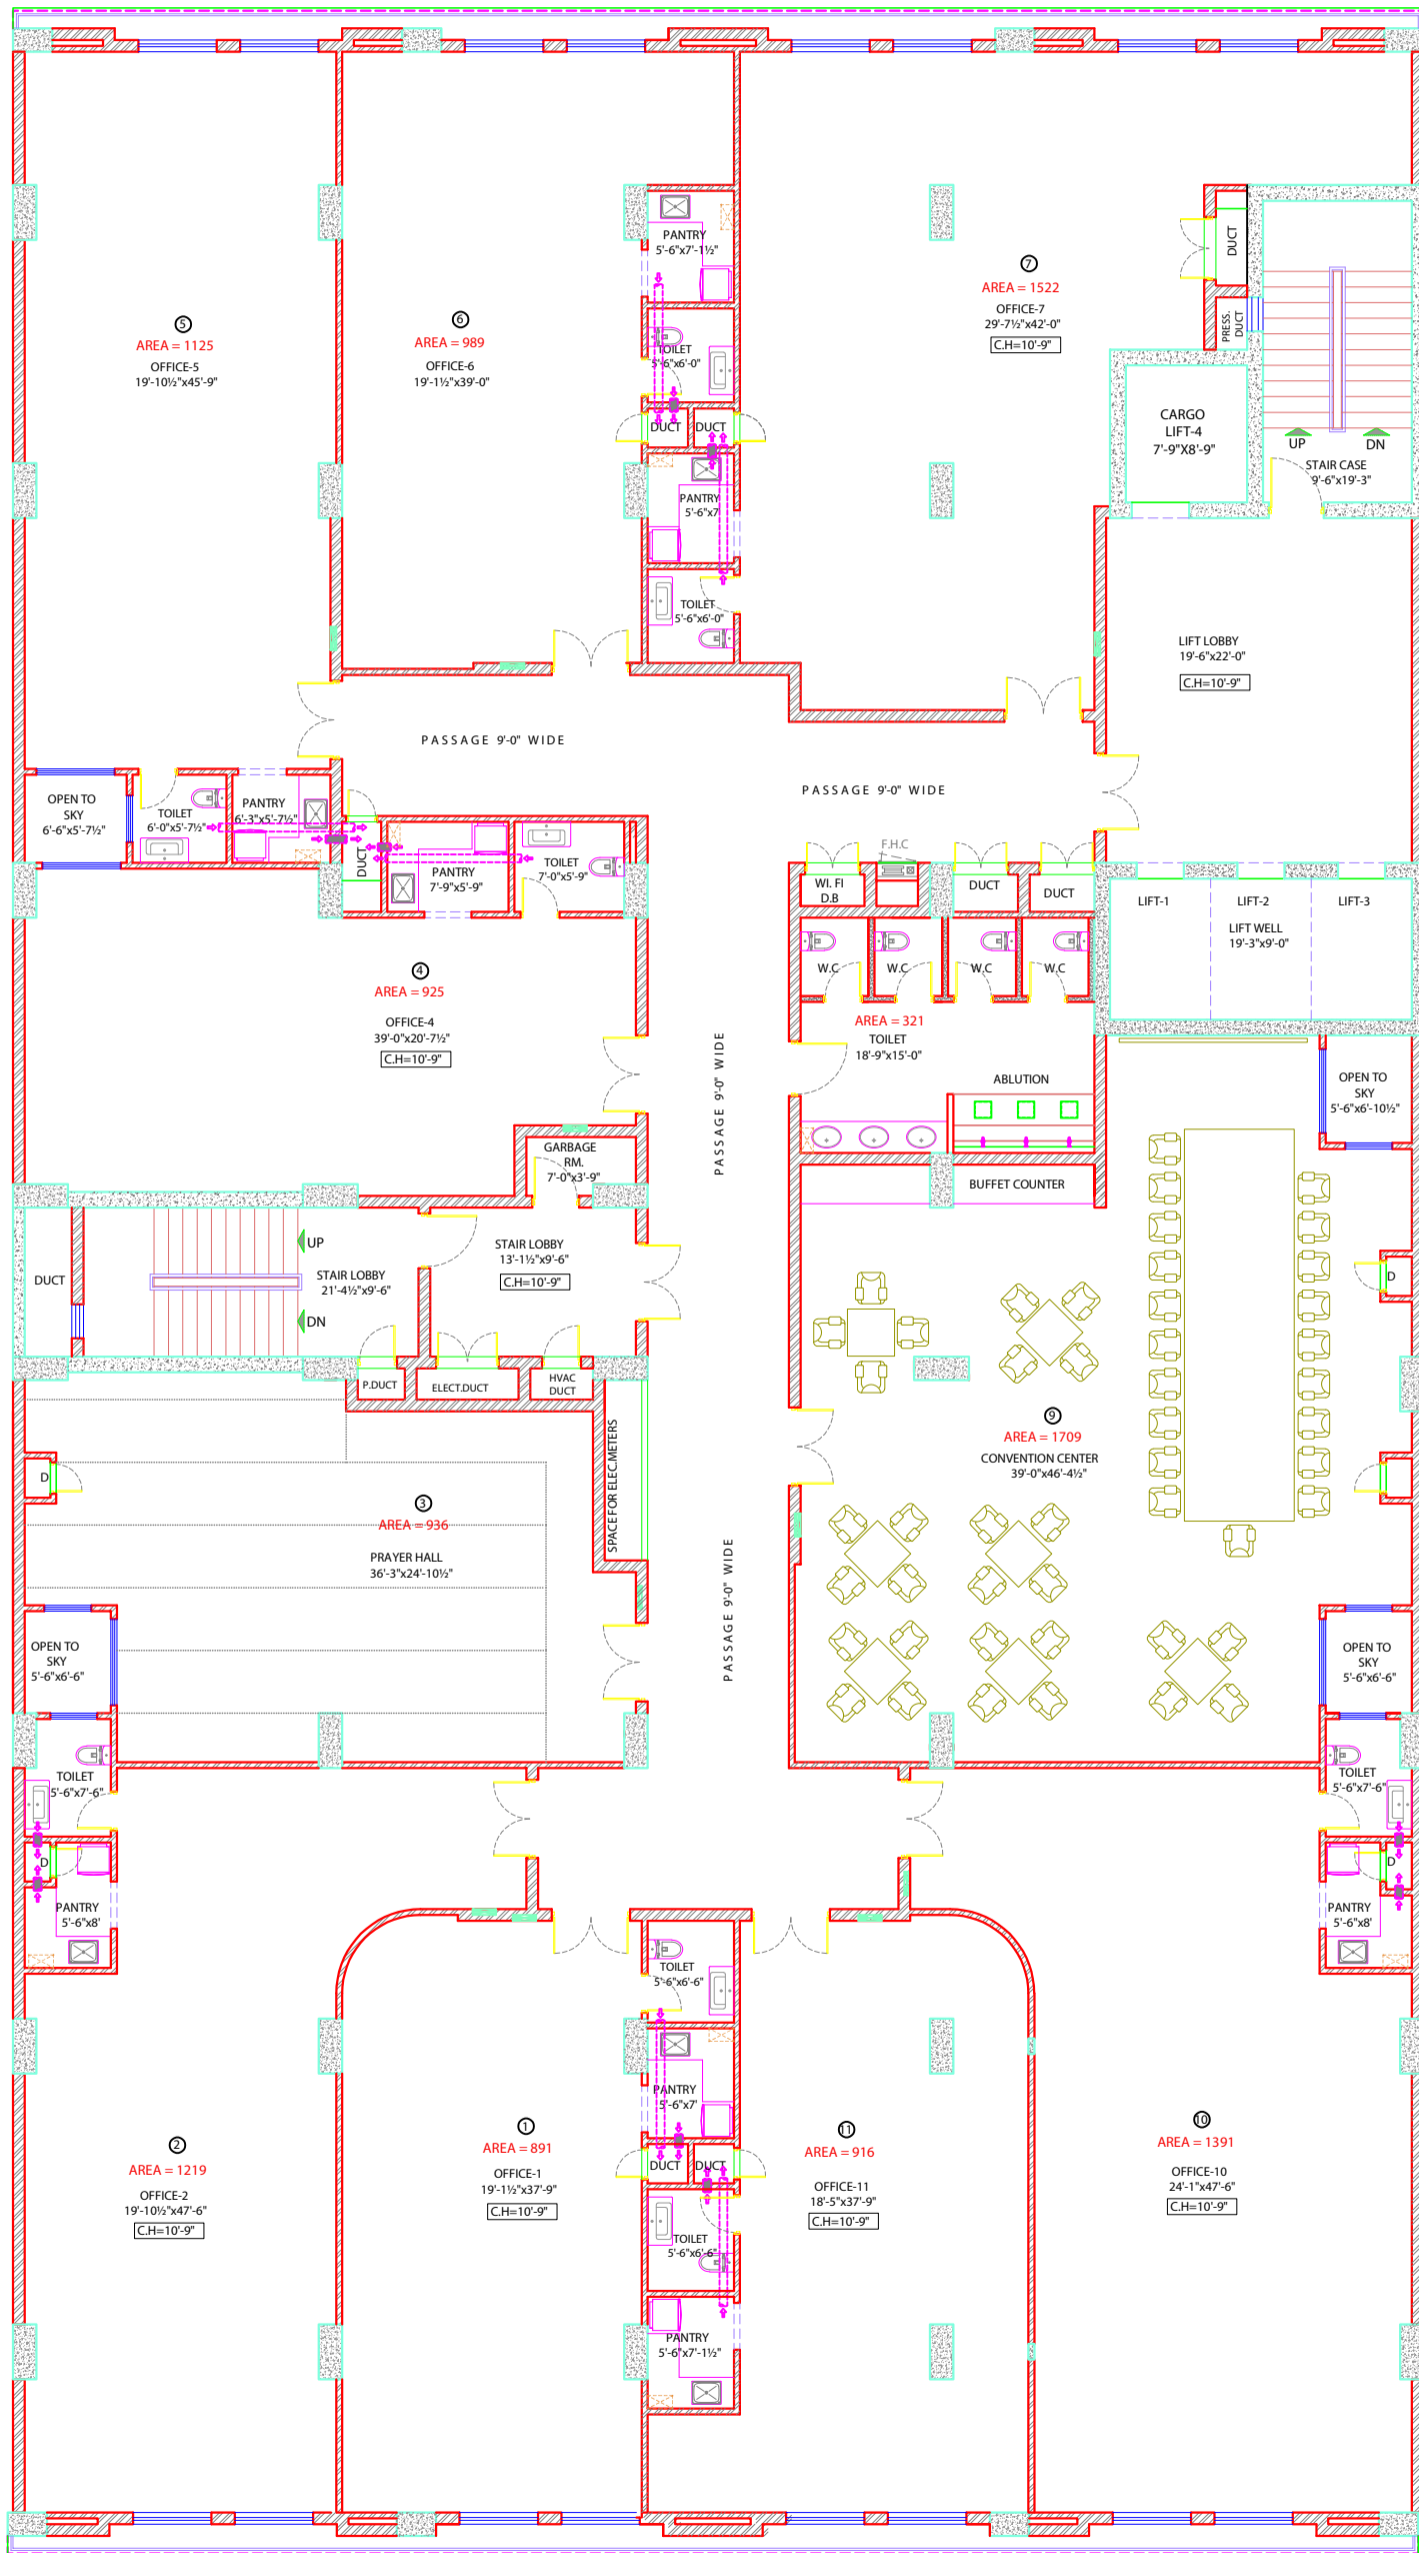 PANTRY
5'-6"x7'-1½"
DUCT
7
AREA = 1522
OFFICE-7
29'-7½"x42'-0"
C.H=10'-9"
PRESS.
DUCT
5
AREA = 1125
OFFICE-5
19'-10½"x45'-9"
6
AREA = 989
OFFICE-6
19'-1½"x39'-0"
TOILET
5'-6"x6'-0"
DUCT
DUCT
CARGO
LIFT-4
7'-9"X8'-9"
UP
DN
STAIR CASE
9'-6"x19'-3"
PANTRY
5'-6"x7'
TOILET
5'-6"x6'-0"
LIFT LOBBY
19'-6"x22'-0"
C.H=10'-9"
PASSAGE 9'-0" WIDE
PASSAGE 9'-0" WIDE
OPEN TO
SKY
6'-6"x5'-7½"
TOILET
6'-0"x5'-7½"
PANTRY
6'-3"x5'-7½"
DUCT
PANTRY
7'-9"x5'-9"
TOILET
7'-0"x5'-9"
F.H.C
WI. FI
D.B
DUCT
DUCT
LIFT-1
LIFT-2
LIFT-3
LIFT WELL
19'-3"x9'-0"
W.C
W.C
W.C
W.C
4
AREA = 925
OFFICE-4
39'-0"x20'-7½"
C.H=10'-9"
AREA = 321
TOILET
18'-9"x15'-0"
ABLUTION
PASSAGE 9'-0" WIDE
OPEN TO
SKY
5'-6"x6'-10½"
GARBAGE
RM.
7'-0"x3'-9"
BUFFET COUNTER
DUCT
UP
DN
STAIR LOBBY
21'-4½"x9'-6"
STAIR LOBBY
13'-1½"x9'-6"
C.H=10'-9"
D
P.DUCT
ELECT.DUCT
HVAC
DUCT
SPACE FOR ELEC.METERS
9
AREA = 1709
CONVENTION CENTER
39'-0"x46'-4½"
D
3
AREA = 936
PRAYER HALL
36'-3"x24'-10½"
PASSAGE 9'-0" WIDE
OPEN TO
SKY
5'-6"x6'-6"
OPEN TO
SKY
5'-6"x6'-6"
TOILET
5'-6"x7'-6"
TOILET
5'-6"x7'-6"
D
D
PANTRY
5'-6"x8'
PANTRY
5'-6"x8'
TOILET
5'-6"x6'-6"
PANTRY
5'-6"x7'
2
AREA = 1219
OFFICE-2
19'-10½"x47'-6"
C.H=10'-9"
1
AREA = 891
OFFICE-1
19'-1½"x37'-9"
C.H=10'-9"
DUCT
DUCT
11
AREA = 916
OFFICE-11
18'-5"x37'-9"
C.H=10'-9"
10
AREA = 1391
OFFICE-10
24'-1"x47'-6"
C.H=10'-9"
TOILET
5'-6"x6'-6"
PANTRY
5'-6"x7'-1½"